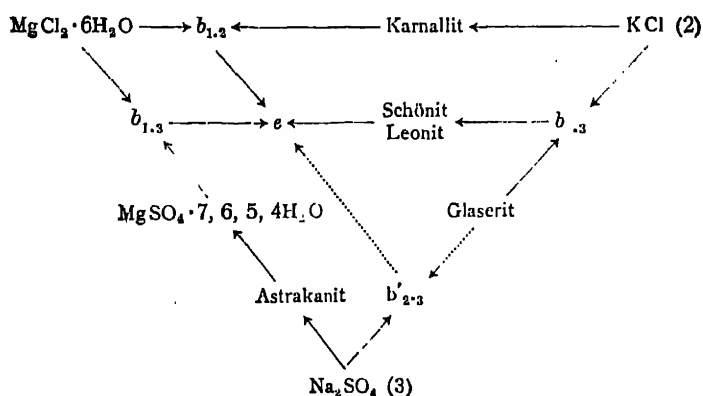 MgCl₂·6H₂O b₁.₂ Karnallit KCl (2)
b₁.₃ e Schönit b .₃
Leonit
MgSO₄·7, 6, 5, 4H₂O Glaserit
Astrakanit b'₂.₃
Na₂SO₄ (3)